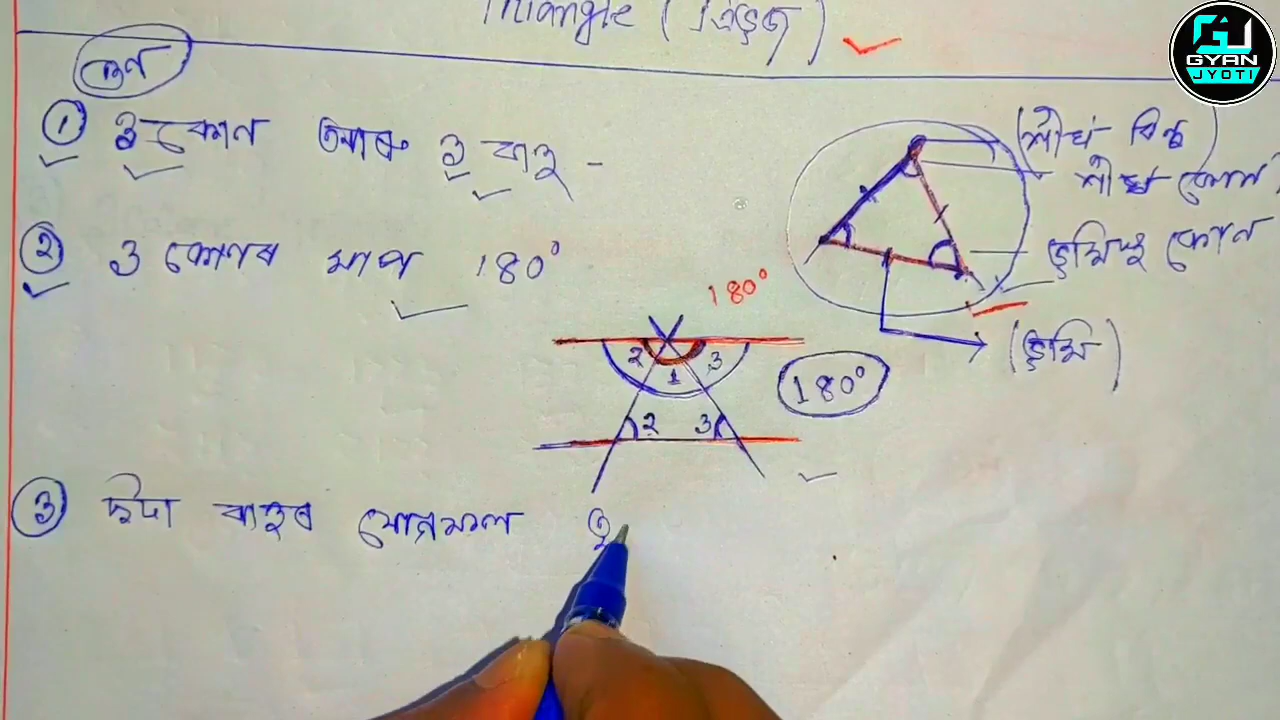 Triangle (ত্ৰিভুজ)
GJ
GYAN
JYOTI
গুণ
① ৩ কোণ আৰু ৩ বাহু -
(শীৰ্ষ বিন্দু)
শীৰ্ষ কোণ
② ৩ কোণৰ মাপ 180°
ভূমিস্থ কোণ
180°
(ভূমি)
2 1 3
180°
2 3
③ দুটা বাহুৰ যোগফল তৃ